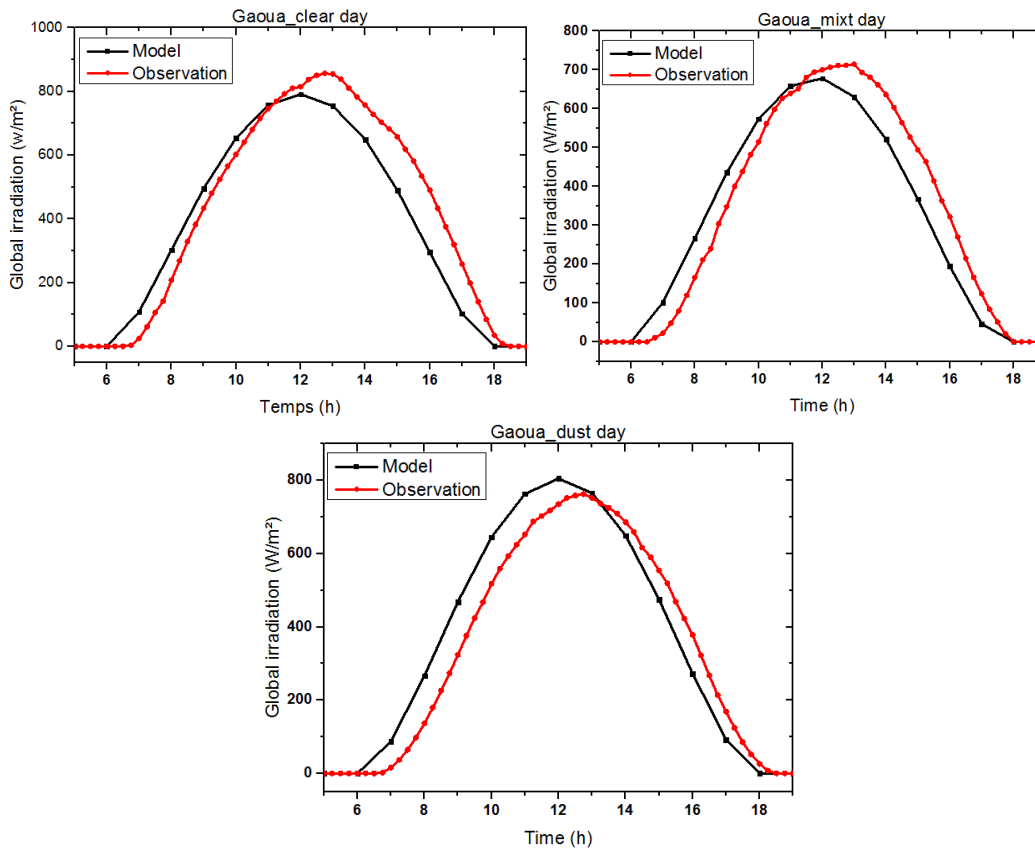 Gaoua_clear day
Model
Observation
Global irradiation (w/m²)
1000
800
600
400
200
0
6 8 10 12 14 16 18
Temps (h)
Gaoua_mixt day
Model
Observation
Global irradiation (W/m²)
800
700
600
500
400
300
200
100
0
6 8 10 12 14 16 18
Time (h)
Gaoua_dust day
Model
Observation
Global irradiation (W/m²)
800
600
400
200
0
6 8 10 12 14 16 18
Time (h)